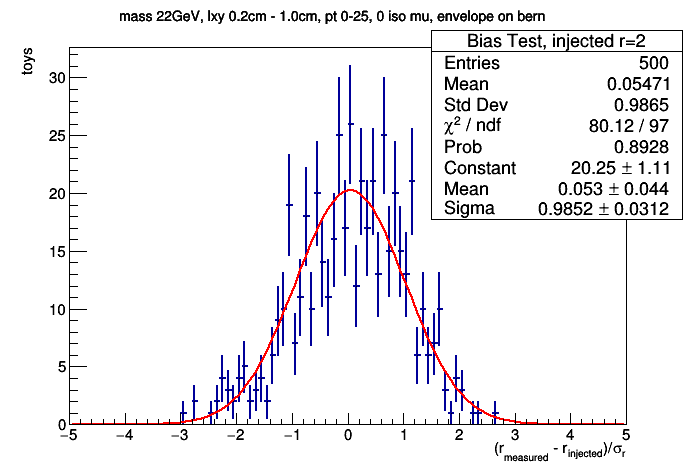 mass 22GeV, lxy 0.2cm - 1.0cm, pt 0-25, 0 iso mu, envelope on bern
Bias Test, injected r=2
Entries 500
Mean 0.05471
Std Dev 0.9865
χ² / ndf 80.12 / 97
Prob 0.8928
Constant 20.25 ± 1.11
Mean 0.053 ± 0.044
Sigma 0.9852 ± 0.0312
toys
30
25
20
15
10
5
0
−5 −4 −3 −2 −1 0 1 2 3 4 5
(r_measured - r_injected)/σ_r